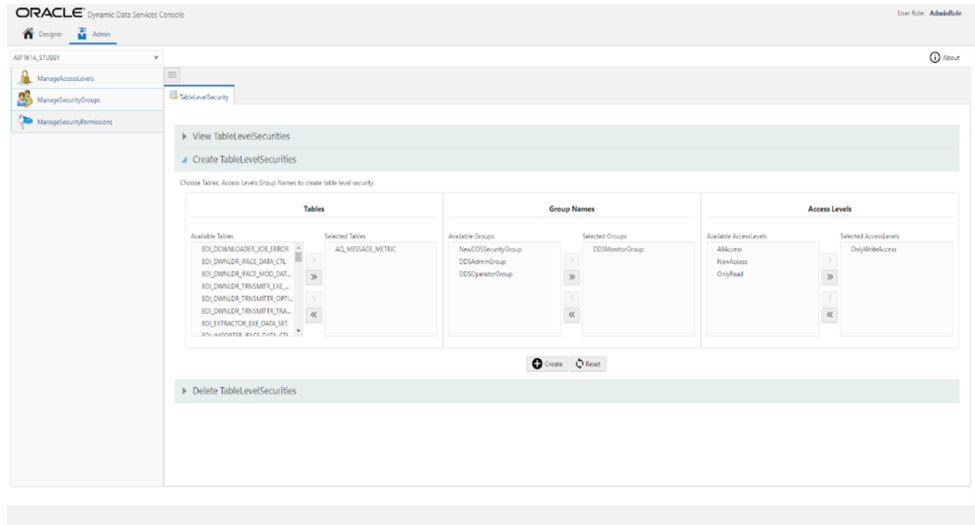 ORACLE Dynamic Data Services Console
User Role: AdminRole
Designer Admin
AIP161A_STUBBY
About
ManageAccessLevels
ManageSecurityGroups
ManageSecurityPermissions
TableLevelSecurity
View TableLevelSecurities
Create TableLevelSecurities
Choose Tables, Access Levels,Group Names to create table level security.
Tables Group Names Access Levels
Available Tables Selected Tables Available Groups Selected Groups Available AccessLevels Selected AccessLevels
BDI_DOWNLOADER_JOB_ERROR AQ_MESSAGE_METRIC NewDDSSecurityGroup DDSMonitorGroup AllAccess OnlyWriteAccess
BDI_DWNLDR_IFACE_DATA_CTL DDSAdminGroup NewAccess
BDI_DWNLDR_IFACE_MOD_DAT... DDSOperatorGroup OnlyRead
BDI_DWNLDR_TRNSMITR_EXE_...
BDI_DWNLDR_TRNSMITTR_OPTI...
BDI_DWNLDR_TRNSMITTR_TRA...
BDI_EXTRACTOR_EXE_DATA_SET
BDI_IMPORTER_IFACE_DATA_CTL
Create Reset
Delete TableLevelSecurities